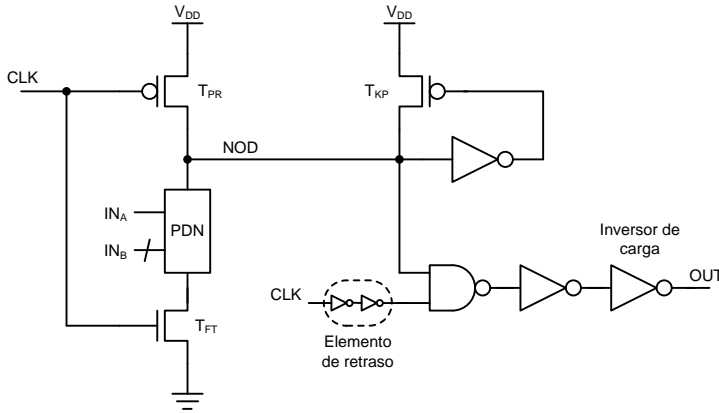 VDD
VDD
CLK
TPR
TKP
NOD
INA
PDN
INB
Inversor de
carga
OUT
CLK
TFT
Elemento
de retraso